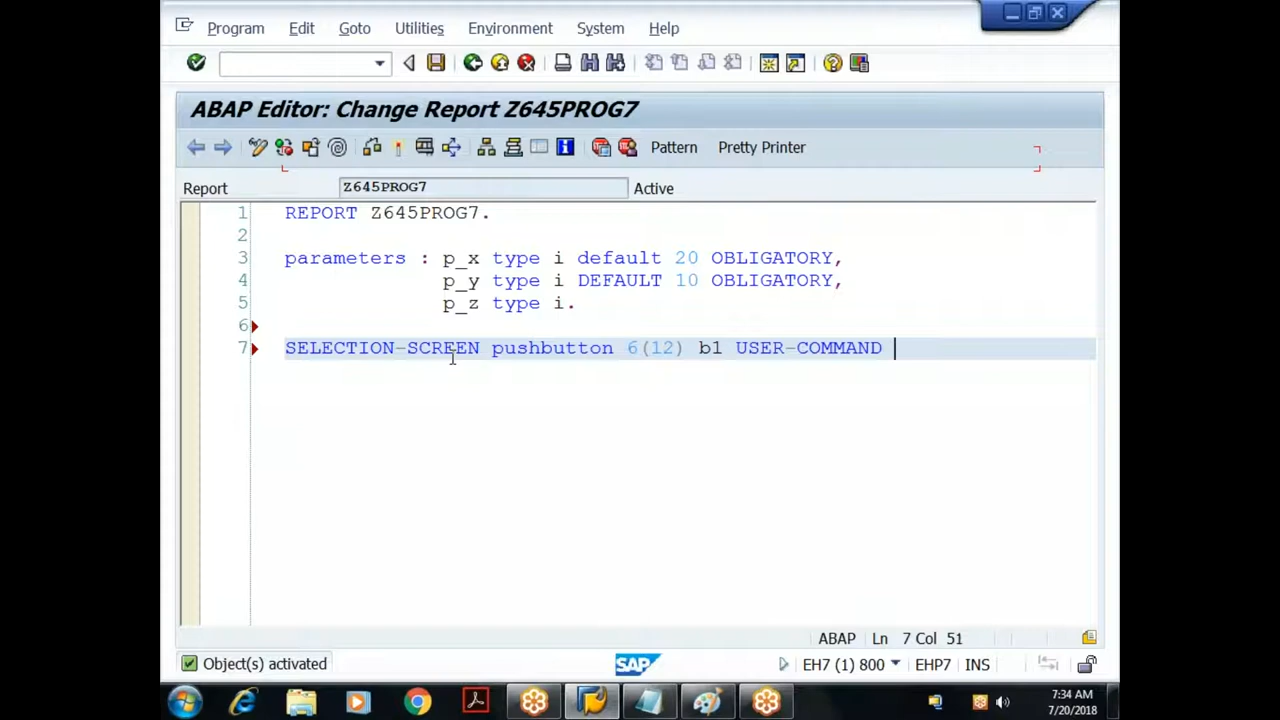 Program Edit Goto Utilities Environment System Help
ABAP Editor: Change Report Z645PROG7
Pattern Pretty Printer
Report Z645PROG7 Active
1 REPORT Z645PROG7.
2
3 parameters : p_x type i default 20 OBLIGATORY,
4 p_y type i DEFAULT 10 OBLIGATORY,
5 p_z type i.
6
7 SELECTION-SCREEN pushbutton 6(12) b1 USER-COMMAND
ABAP Ln 7 Col 51
Object(s) activated SAP EH7 (1) 800 EHP7 INS
7:34 AM
7/20/2018